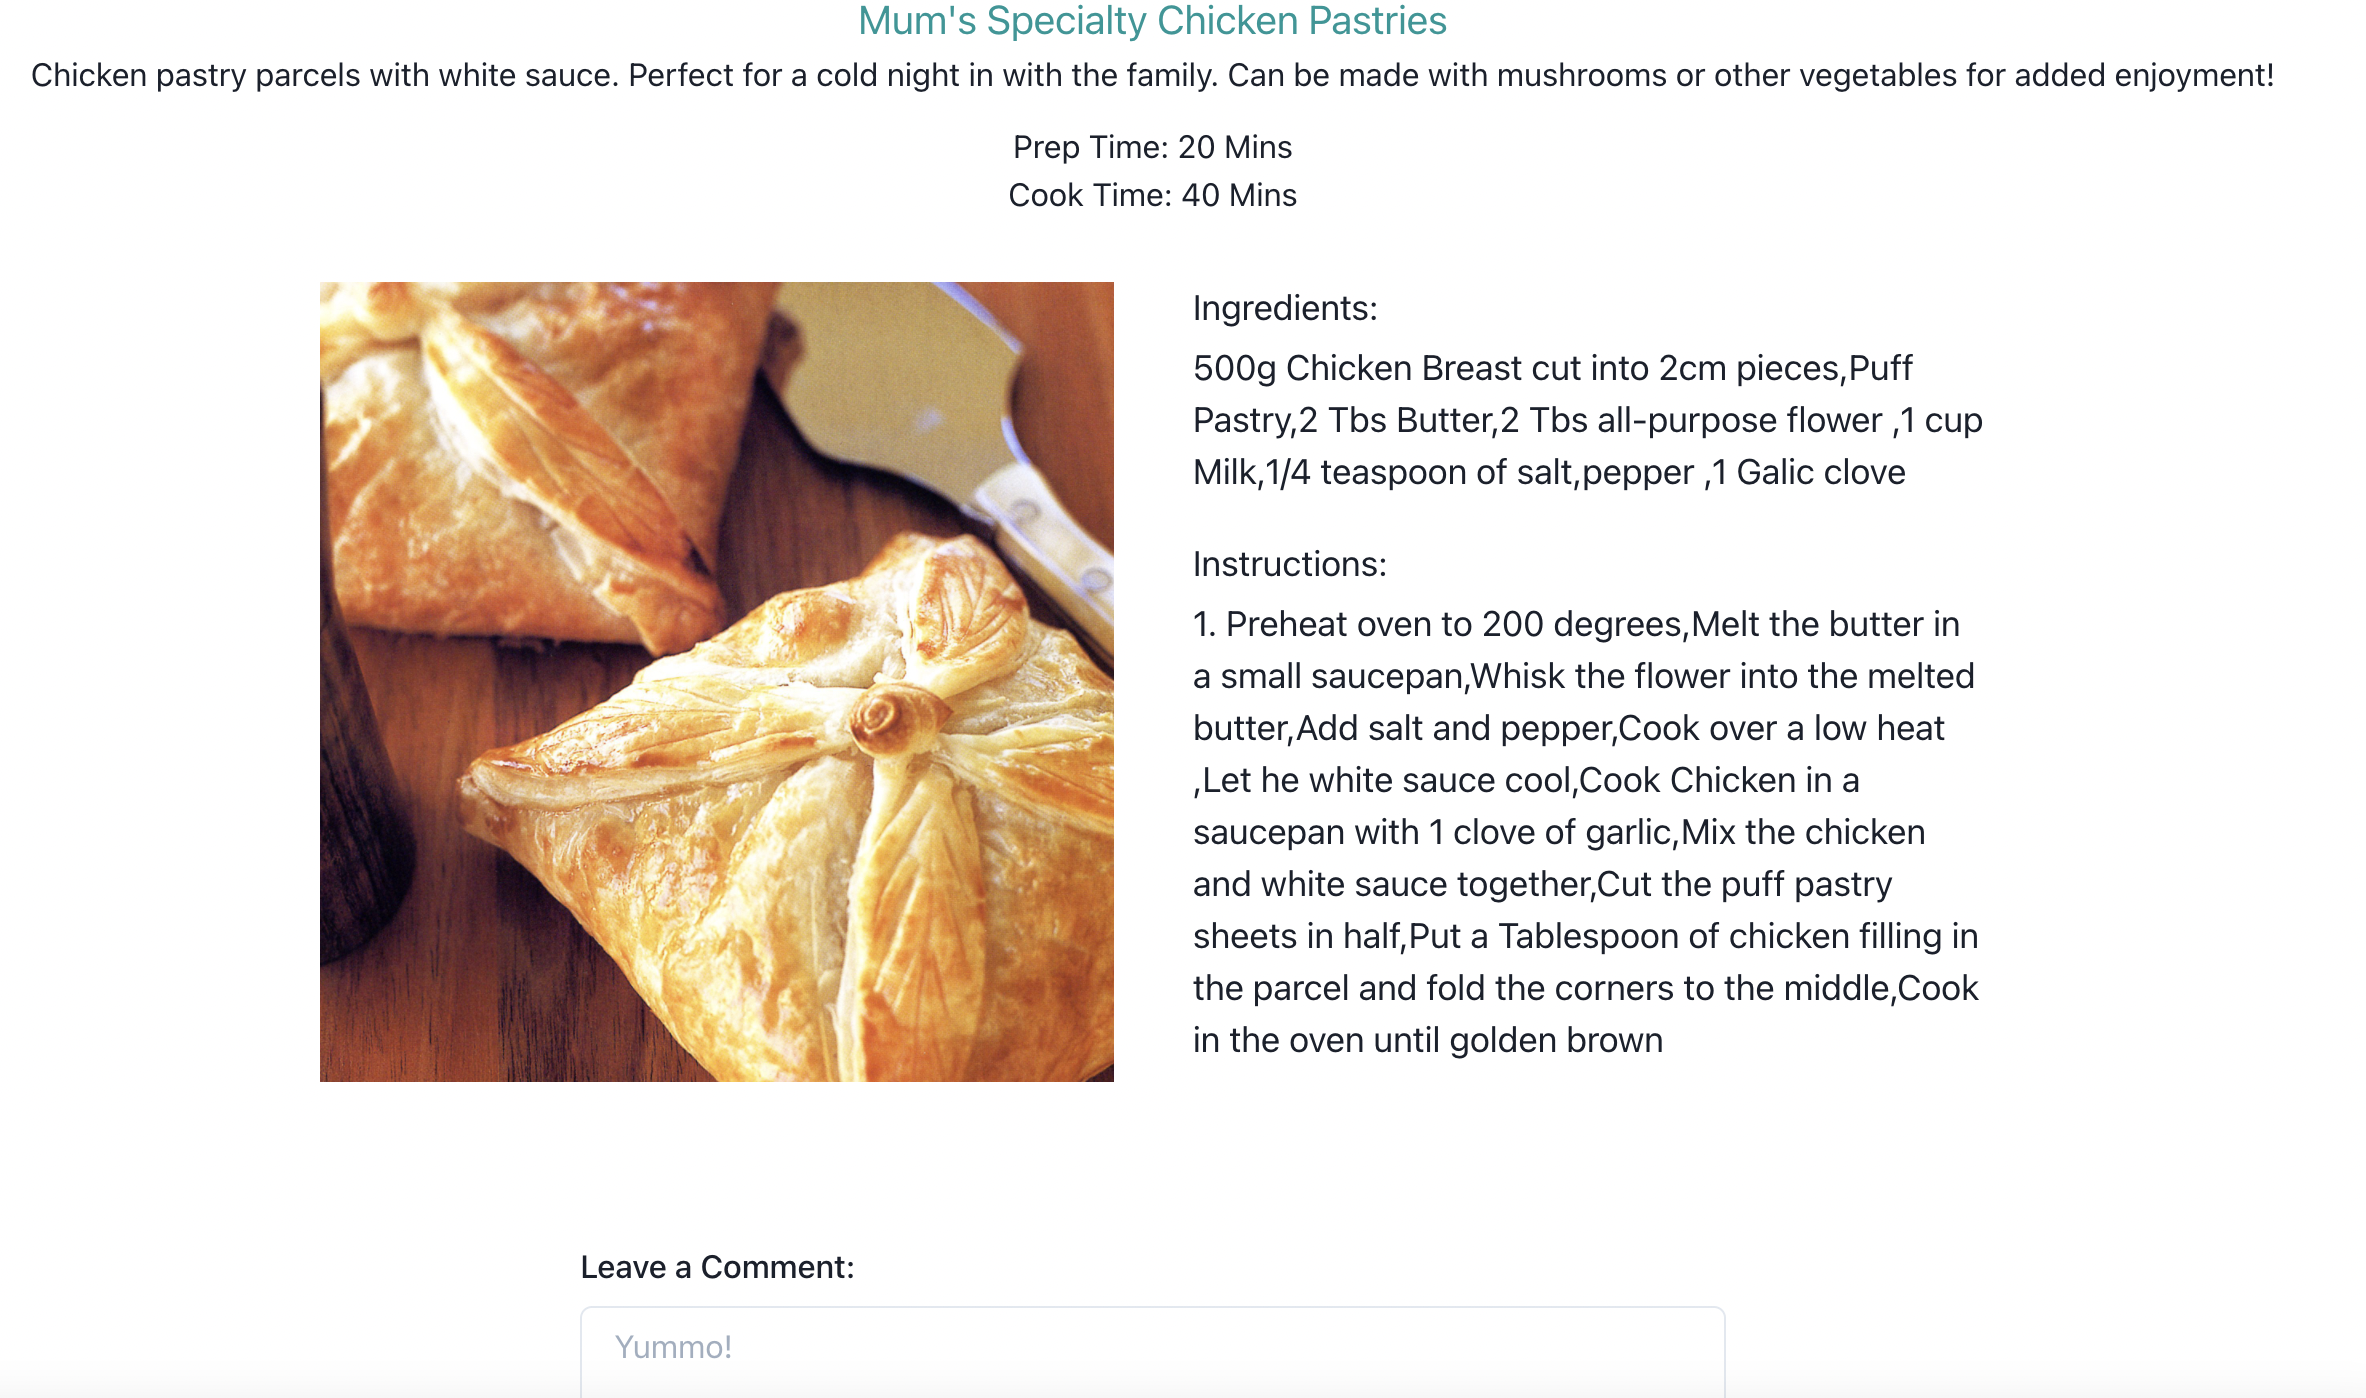 Mum's Specialty Chicken Pastries
Chicken pastry parcels with white sauce. Perfect for a cold night in with the family. Can be made with mushrooms or other vegetables for added enjoyment!
Prep Time: 20 Mins
Cook Time: 40 Mins
Ingredients:
500g Chicken Breast cut into 2cm pieces,Puff
Pastry,2 Tbs Butter,2 Tbs all-purpose flower ,1 cup
Milk,1/4 teaspoon of salt,pepper ,1 Galic clove
Instructions:
1. Preheat oven to 200 degrees,Melt the butter in
a small saucepan,Whisk the flower into the melted
butter,Add salt and pepper,Cook over a low heat
,Let he white sauce cool,Cook Chicken in a
saucepan with 1 clove of garlic,Mix the chicken
and white sauce together,Cut the puff pastry
sheets in half,Put a Tablespoon of chicken filling in
the parcel and fold the corners to the middle,Cook
in the oven until golden brown
Leave a Comment:
Yummo!